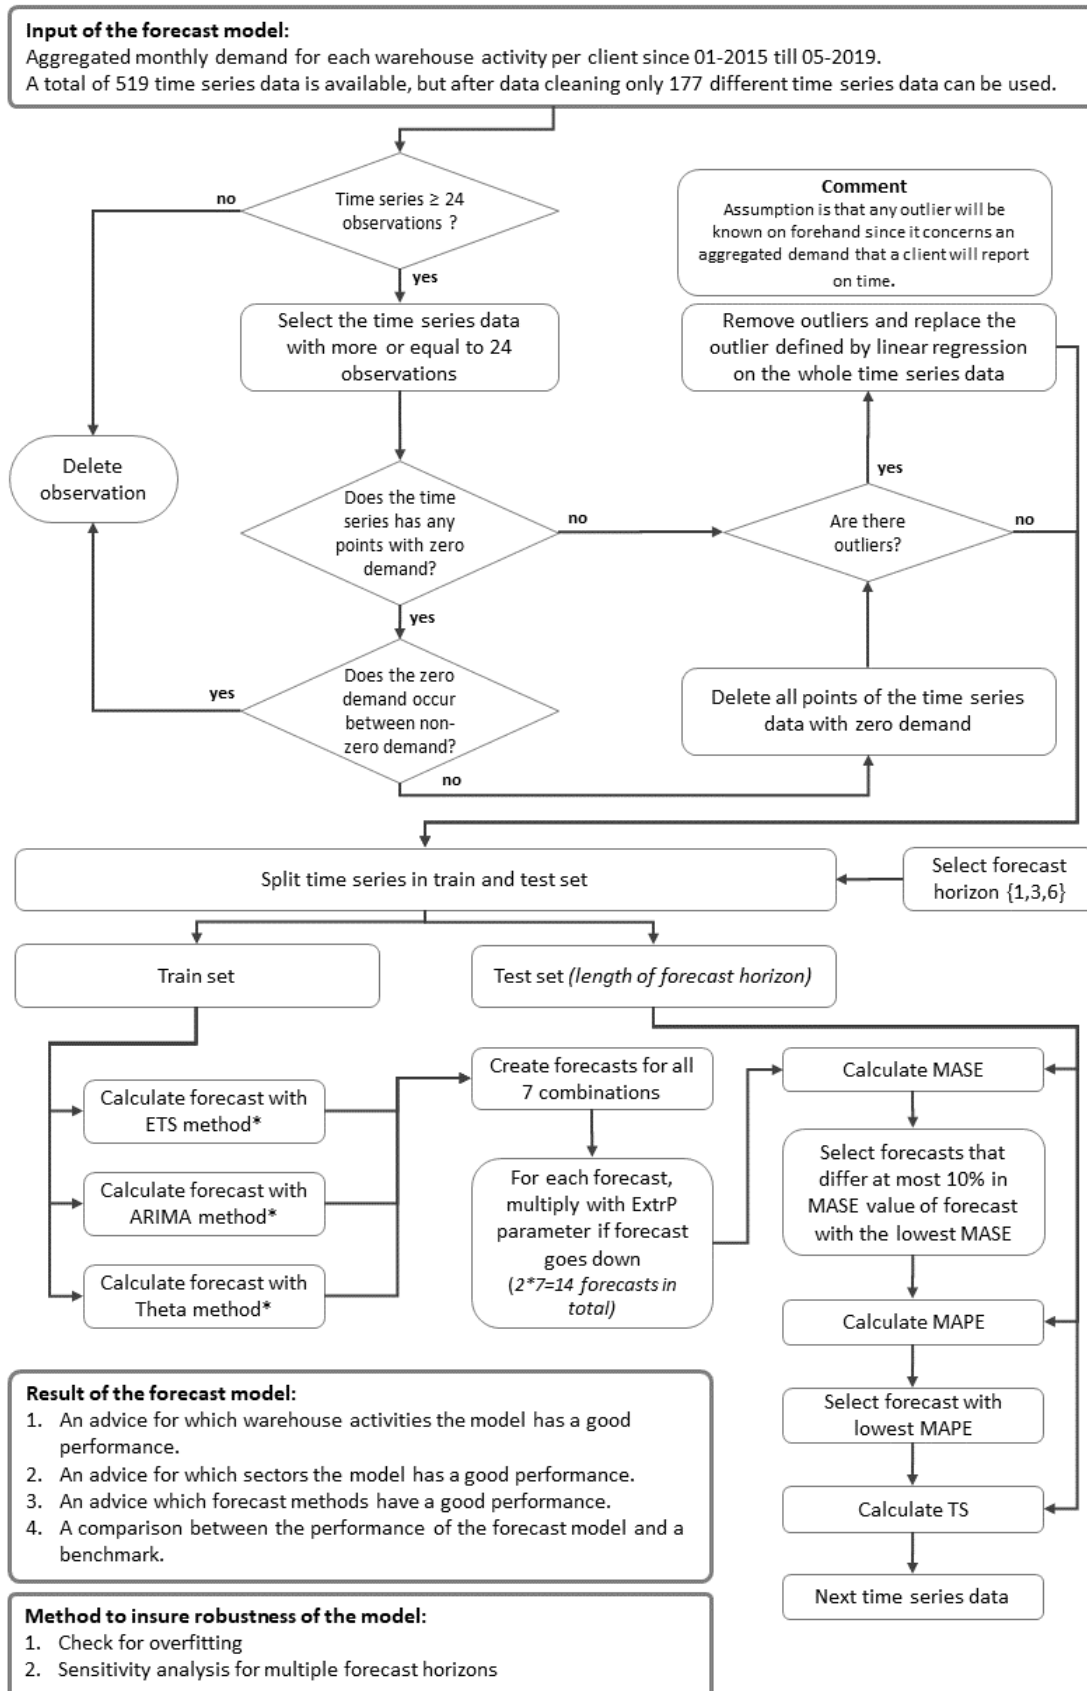 Input of the forecast model:
Aggregated monthly demand for each warehouse activity per client since 01-2015 till 05-2019.
A total of 519 time series data is available, but after data cleaning only 177 different time series data can be used.
no
Time series ≥ 24
observations ?
yes
Comment
Assumption is that any outlier will be
known on forehand since it concerns an
aggregated demand that a client will report
on time.
Select the time series data
with more or equal to 24
observations
Remove outliers and replace the
outlier defined by linear regression
on the whole time series data
Delete
observation
yes
Does the time
series has any
points with zero
demand?
no
Are there
outliers?
no
yes
Does the zero
demand occur
between non-
zero demand?
yes
no
Delete all points of the time series
data with zero demand
Split time series in train and test set
Select forecast
horizon {1,3,6}
Train set
Test set (length of forecast horizon)
Calculate forecast with
ETS method*
Calculate forecast with
ARIMA method*
Calculate forecast with
Theta method*
Create forecasts for all
7 combinations
For each forecast,
multiply with ExtrP
parameter if forecast
goes down
(2*7=14 forecasts in
total)
Calculate MASE
Select forecasts that
differ at most 10% in
MASE value of forecast
with the lowest MASE
Calculate MAPE
Select forecast with
lowest MAPE
Calculate TS
Next time series data
Result of the forecast model:
1. An advice for which warehouse activities the model has a good
performance.
2. An advice for which sectors the model has a good performance.
3. An advice which forecast methods have a good performance.
4. A comparison between the performance of the forecast model and a
benchmark.
Method to insure robustness of the model:
1. Check for overfitting
2. Sensitivity analysis for multiple forecast horizons